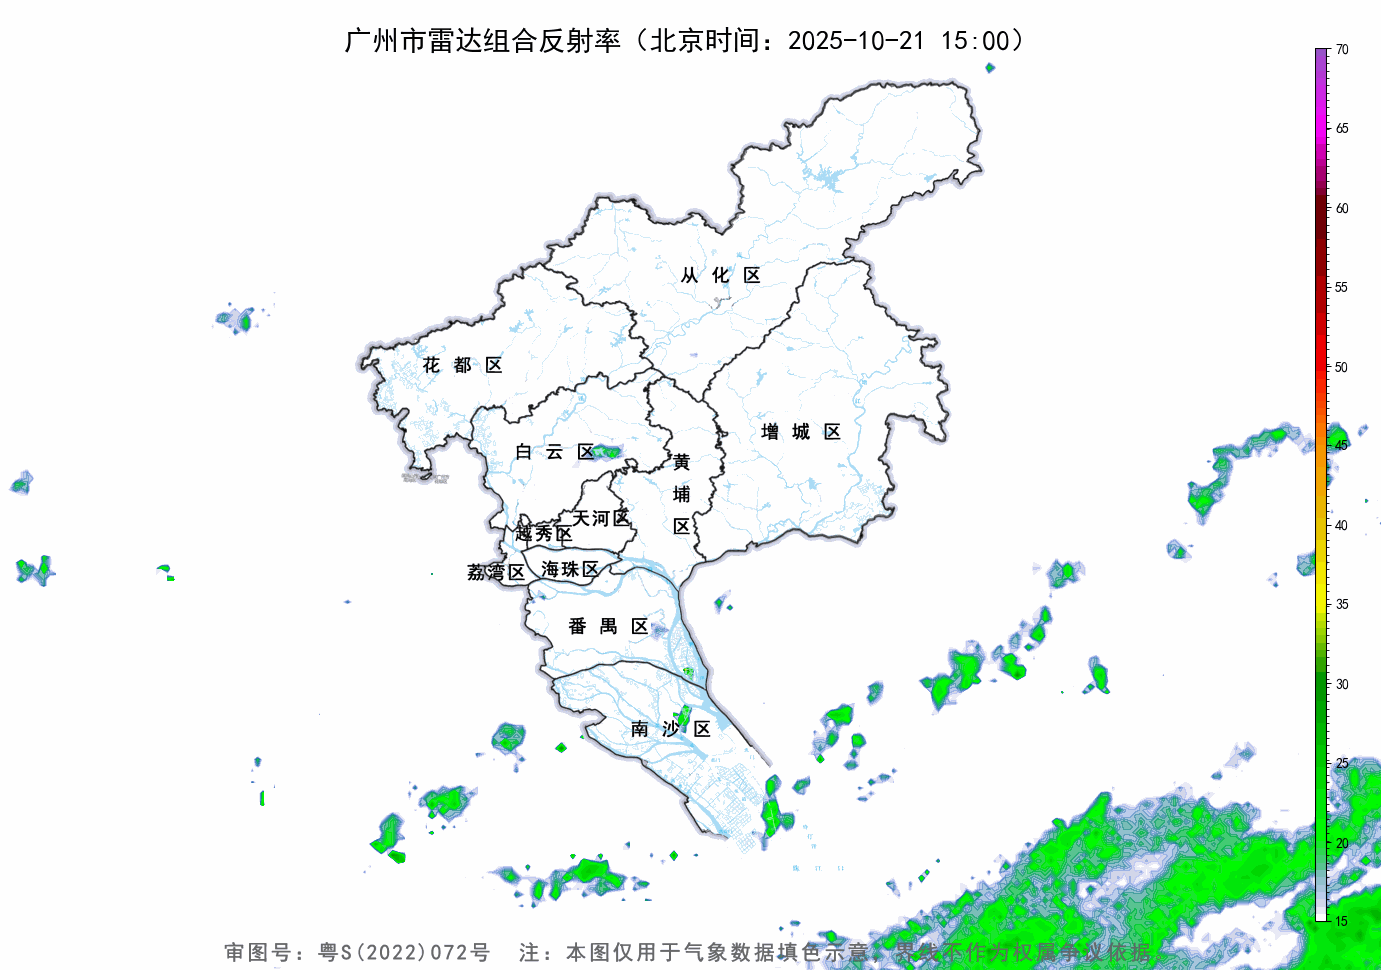 广州市雷达组合反射率（北京时间：2025-10-21 15:00）
70
65
60
55
50
45
40
35
30
25
20
15
从化区
花都区
增城区
白云区
黄埔区
天河区
越秀区
荔湾区
海珠区
番禺区
南沙区
审图号：粤S(2022)072号 注：本图仅用于气象数据填色示意，界线不作为权属争议依据。